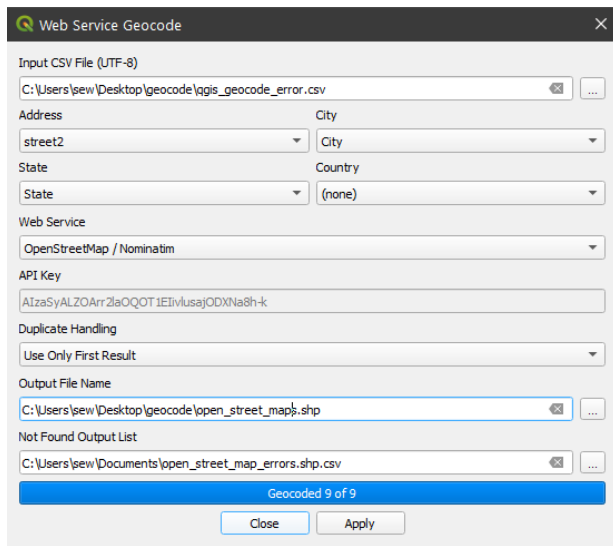 Web Service Geocode
Input CSV File (UTF-8)
C:\Users\sew\Desktop\geocode\qgis_geocode_error.csv
...
Address City
street2 City
State Country
State (none)
Web Service
OpenStreetMap / Nominatim
API Key
AIzaSyALZOArr2laOQOT1EIivlusajODXNa8h-k
Duplicate Handling
Use Only First Result
Output File Name
C:\Users\sew\Desktop\geocode\open_street_maps.shp
...
Not Found Output List
C:\Users\sew\Documents\open_street_map_errors.shp.csv
...
Geocoded 9 of 9
Close Apply